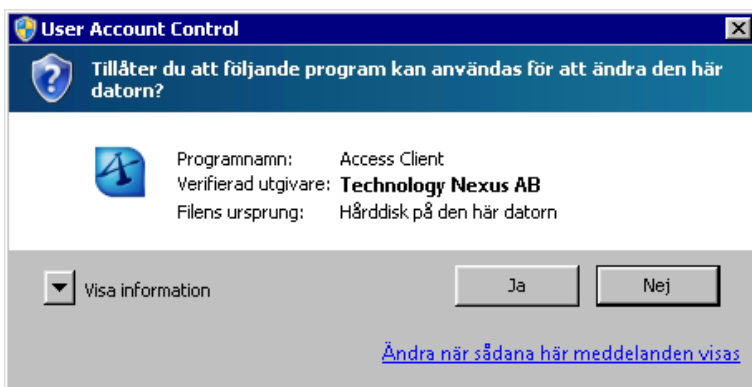 User Account Control
Tillåter du att följande program kan användas för att ändra den här
datorn?
Programnamn: Access Client
Verifierad utgivare: Technology Nexus AB
Filens ursprung: Hårddisk på den här datorn
Visa information
Ja
Nej
Ändra när sådana här meddelanden visas